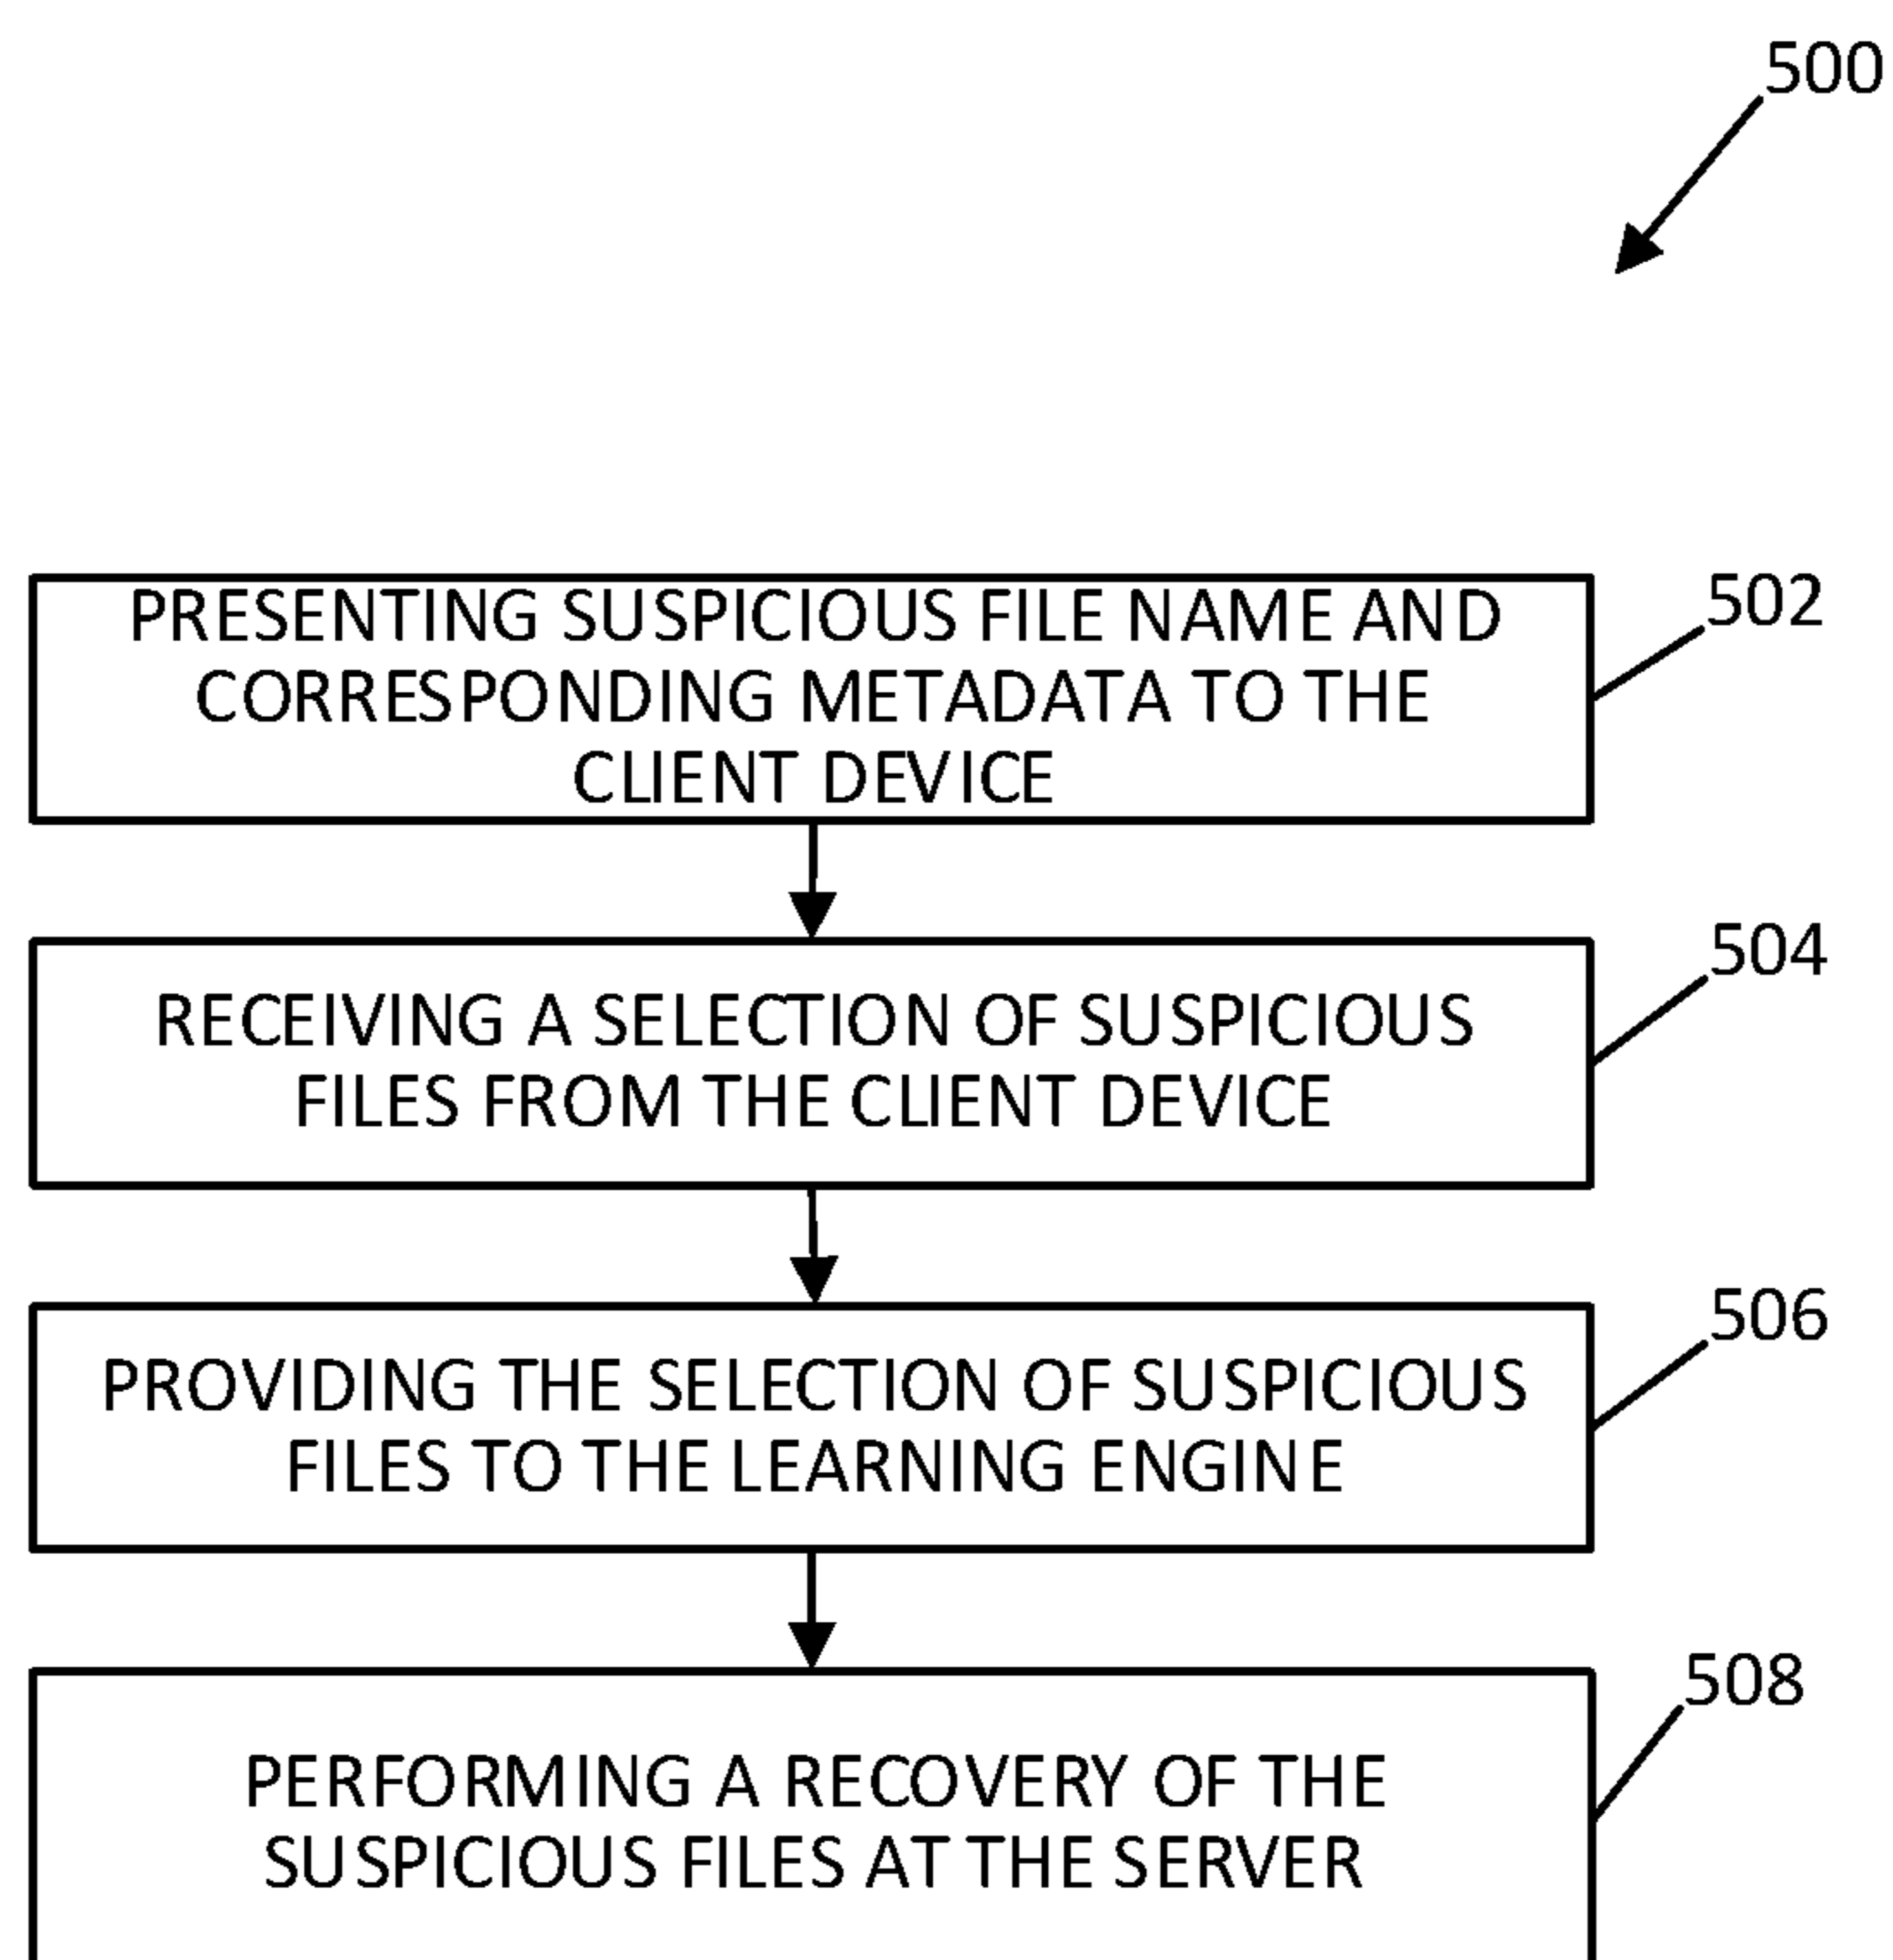 500
PRESENTING SUSPICIOUS FILE NAME AND
CORRESPONDING METADATA TO THE
CLIENT DEVICE
502
RECEIVING A SELECTION OF SUSPICIOUS
FILES FROM THE CLIENT DEVICE
504
PROVIDING THE SELECTION OF SUSPICIOUS
FILES TO THE LEARNING ENGINE
506
PERFORMING A RECOVERY OF THE
SUSPICIOUS FILES AT THE SERVER
508